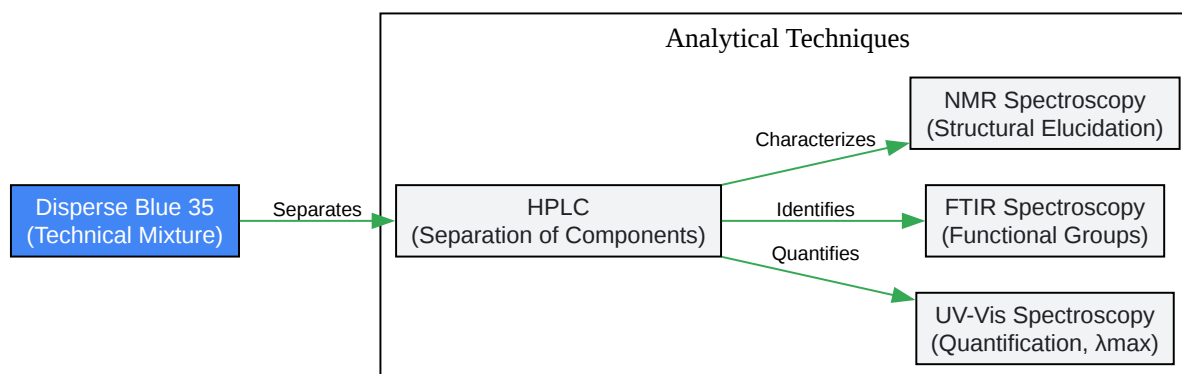 Analytical Techniques
Disperse Blue 35
(Technical Mixture)
Separates
HPLC
(Separation of Components)
Characterizes
NMR Spectroscopy
(Structural Elucidation)
Identifies
FTIR Spectroscopy
(Functional Groups)
Quantifies
UV-Vis Spectroscopy
(Quantification, λmax)